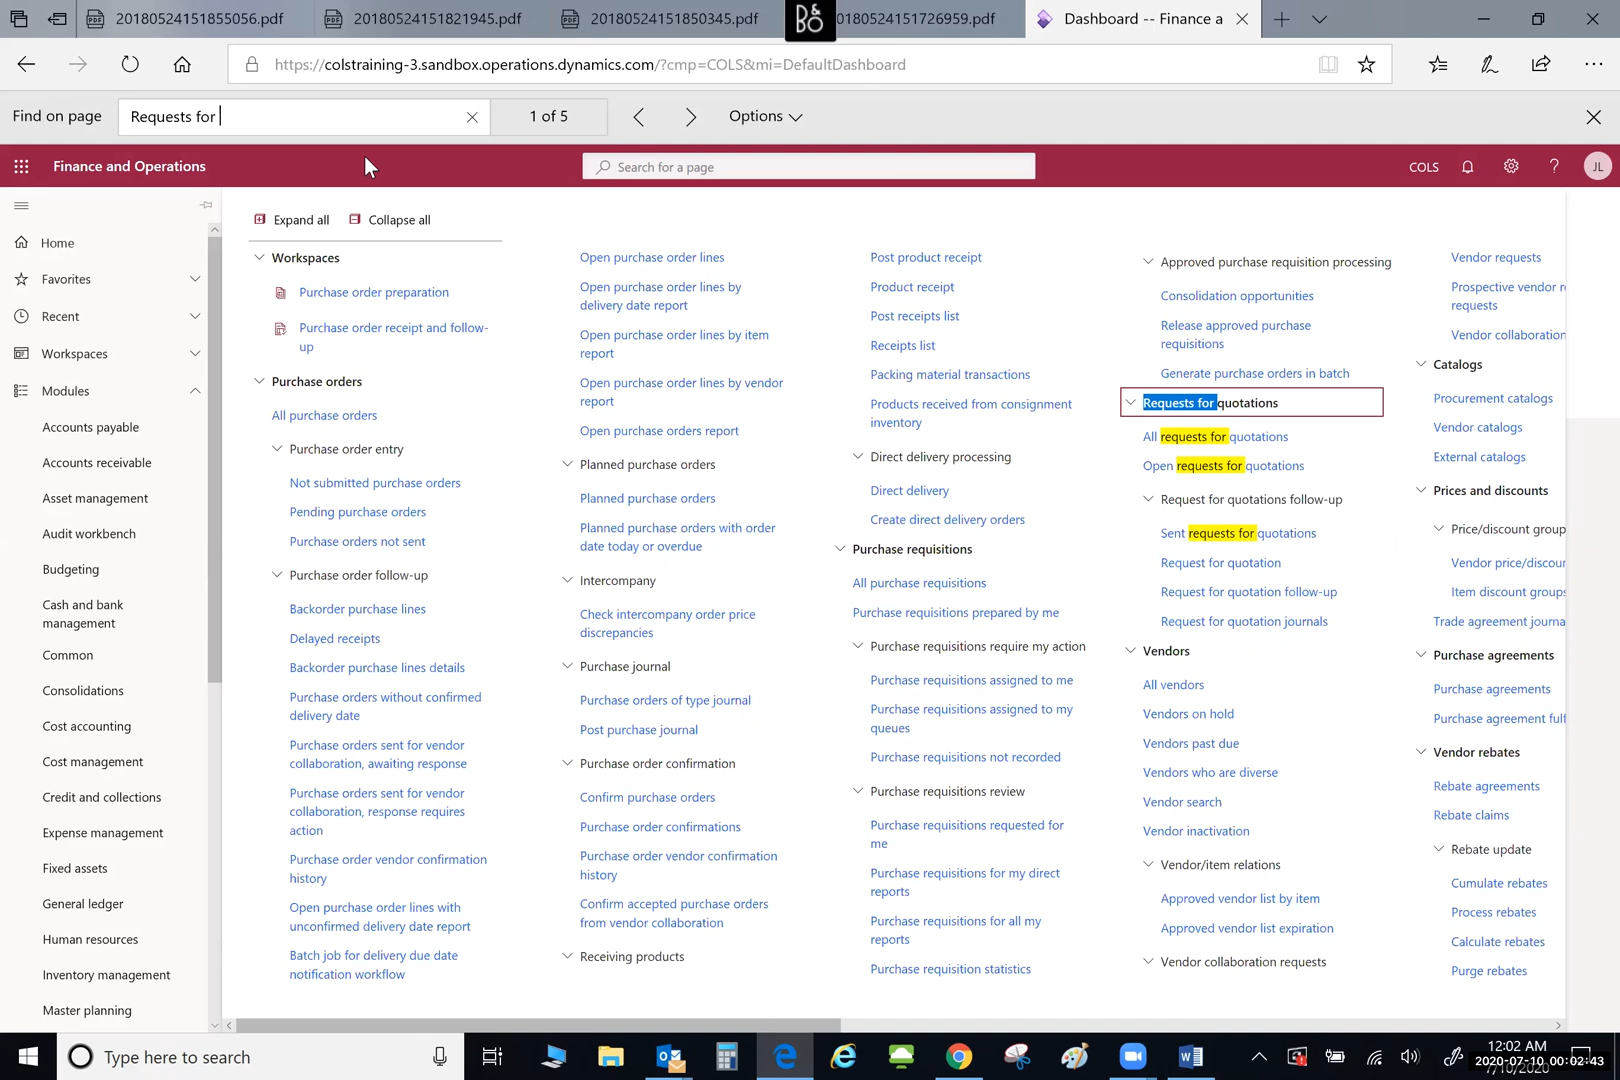 20180524151855056.pdf
20180524151821945.pdf
20180524151850345.pdf
B&O
018052415172 6959.pdf
Dashboard -- Finance a
https://colstraining-3.sandbox.operations.dynamics.com/?cmp=COLS&mi=DefaultDashboard
Find on page
Requests for
1 of 5
Options
Finance and Operations
Search for a page
COLS
JL
Home
Favorites
Recent
Workspaces
Modules
Accounts payable
Accounts receivable
Asset management
Audit workbench
Budgeting
Cash and bank
management
Common
Consolidations
Cost accounting
Cost management
Credit and collections
Expense management
Fixed assets
General ledger
Human resources
Inventory management
Master planning
Expand all
Collapse all
Workspaces
Purchase order preparation
Purchase order receipt and follow-
up
Purchase orders
All purchase orders
Purchase order entry
Not submitted purchase orders
Pending purchase orders
Purchase orders not sent
Purchase order follow-up
Backorder purchase lines
Delayed receipts
Backorder purchase lines details
Purchase orders without confirmed
delivery date
Purchase orders sent for vendor
collaboration, awaiting response
Purchase orders sent for vendor
collaboration, response requires
action
Purchase order vendor confirmation
history
Open purchase order lines with
unconfirmed delivery date report
Batch job for delivery due date
notification workflow
Open purchase order lines
Open purchase order lines by
delivery date report
Open purchase order lines by item
report
Open purchase order lines by vendor
report
Open purchase orders report
Planned purchase orders
Planned purchase orders
Planned purchase orders with order
date today or overdue
Intercompany
Check intercompany order price
discrepancies
Purchase journal
Purchase orders of type journal
Post purchase journal
Purchase order confirmation
Confirm purchase orders
Purchase order confirmations
Purchase order vendor confirmation
history
Confirm accepted purchase orders
from vendor collaboration
Receiving products
Post product receipt
Product receipt
Post receipts list
Receipts list
Packing material transactions
Products received from consignment
inventory
Direct delivery processing
Direct delivery
Create direct delivery orders
Purchase requisitions
All purchase requisitions
Purchase requisitions prepared by me
Purchase requisitions require my action
Purchase requisitions assigned to me
Purchase requisitions assigned to my
queues
Purchase requisitions not recorded
Purchase requisitions review
Purchase requisitions requested for
me
Purchase requisitions for my direct
reports
Purchase requisitions for all my
reports
Purchase requisition statistics
Approved purchase requisition processing
Consolidation opportunities
Release approved purchase
requisitions
Generate purchase orders in batch
Requests for quotations
All requests for quotations
Open requests for quotations
Request for quotations follow-up
Sent requests for quotations
Request for quotation
Request for quotation follow-up
Request for quotation journals
Vendors
All vendors
Vendors on hold
Vendors past due
Vendors who are diverse
Vendor search
Vendor inactivation
Vendor/item relations
Approved vendor list by item
Approved vendor list expiration
Vendor collaboration requests
Vendor requests
Prospective vendor r
requests
Vendor collaboration
Catalogs
Procurement catalogs
Vendor catalogs
External catalogs
Prices and discounts
Price/discount group
Vendor price/discour
Item discount groups
Trade agreement journa
Purchase agreements
Purchase agreements
Purchase agreement fulf
Vendor rebates
Rebate agreements
Rebate claims
Rebate update
Cumulate rebates
Process rebates
Calculate rebates
Purge rebates
Type here to search
12:02 AM
7/10/2020
2020-07-10 00:02:43